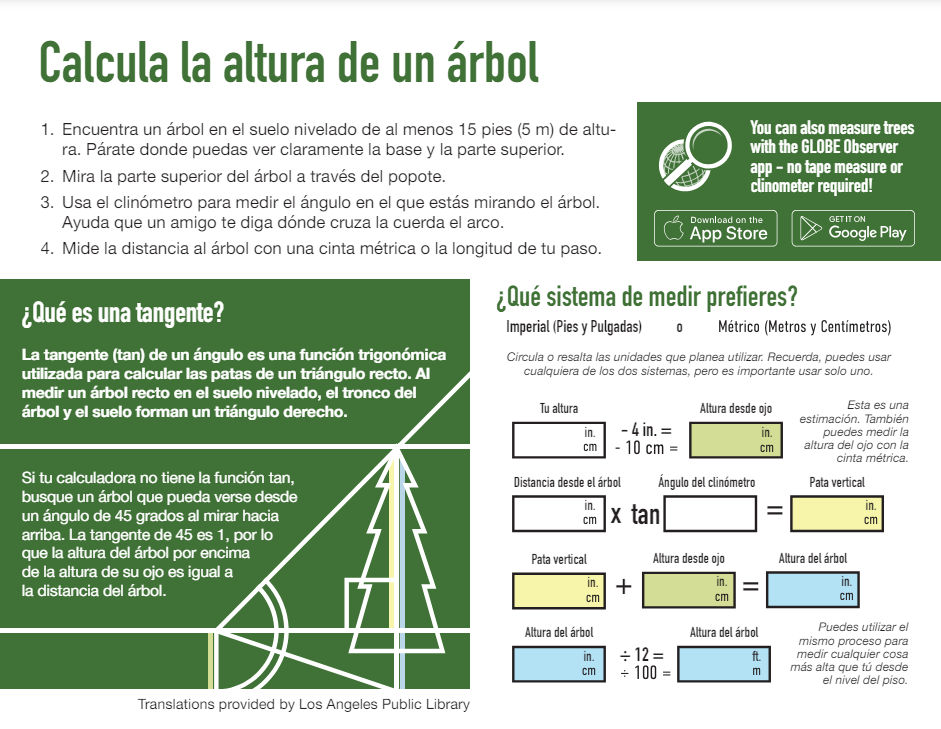 Calcula la altura de un árbol
1. Encuentra un árbol en el suelo nivelado de al menos 15 pies (5 m) de altu-
ra. Párate donde puedas ver claramente la base y la parte superior.
2. Mira la parte superior del árbol a través del popote.
3. Usa el clinómetro para medir el ángulo en el que estás mirando el árbol.
Ayuda que un amigo te diga dónde cruza la cuerda el arco.
4. Mide la distancia al árbol con una cinta métrica o la longitud de tu paso.
You can also measure trees
with the GLOBE Observer
app - no tape measure or
clinometer required!
Download on the
App Store
GET IT ON
Google Play
¿Qué es una tangente?
La tangente (tan) de un ángulo es una función trigonómica
utilizada para calcular las patas de un triángulo recto. Al
medir un árbol recto en el suelo nivelado, el tronco del
árbol y el suelo forman un triángulo derecho.
Si tu calculadora no tiene la función tan,
busque un árbol que pueda verse desde
un ángulo de 45 grados al mirar hacia
arriba. La tangente de 45 es 1, por lo
que la altura del árbol por encima
de la altura de su ojo es igual a
la distancia del árbol.
Translations provided by Los Angeles Public Library
¿Qué sistema de medir prefieres?
Imperial (Pies y Pulgadas) o Métrico (Metros y Centímetros)
Circula o resalta las unidades que planea utilizar. Recuerda, puedes usar
cualquiera de los dos sistemas, pero es importante usar solo uno.
Tu altura Altura desde ojo
in. - 4 in. = in.
cm - 10 cm = cm
Esta es una
estimación. También
puedes medir la
altura del ojo con la
cinta métrica.
Distancia desde el árbol Ángulo del clinómetro Pata vertical
in. in.
x tan =
cm cm
Pata vertical Altura desde ojo Altura del árbol
in. in. in.
+ =
cm cm cm
Altura del árbol Altura del árbol
in. ÷ 12 = ft.
cm ÷ 100 = m
Puedes utilizar el
mismo proceso para
medir cualquier cosa
más alta que tú desde
el nivel del piso.